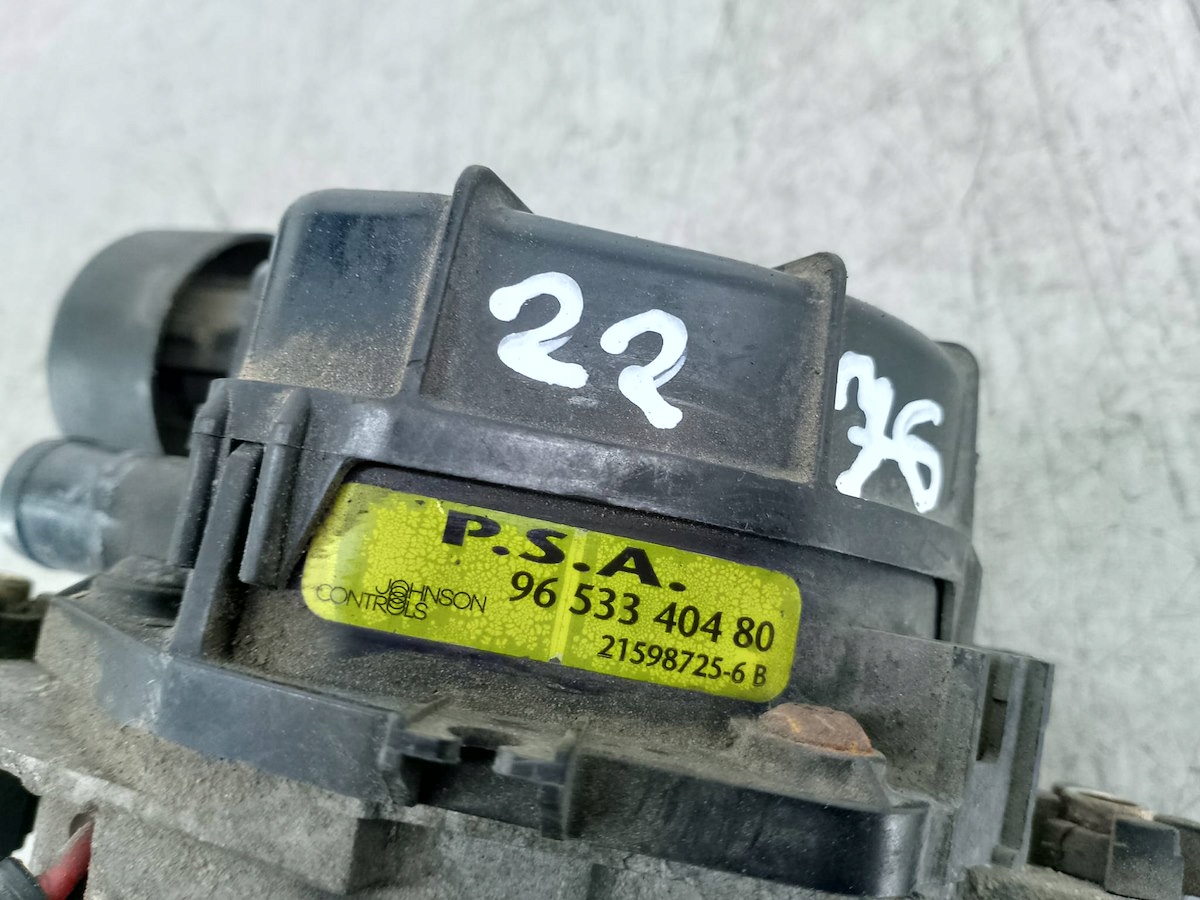 22 76
P.S.A.
JOHNSON
CONTROLS
96 533 404 80
21598725-6 B